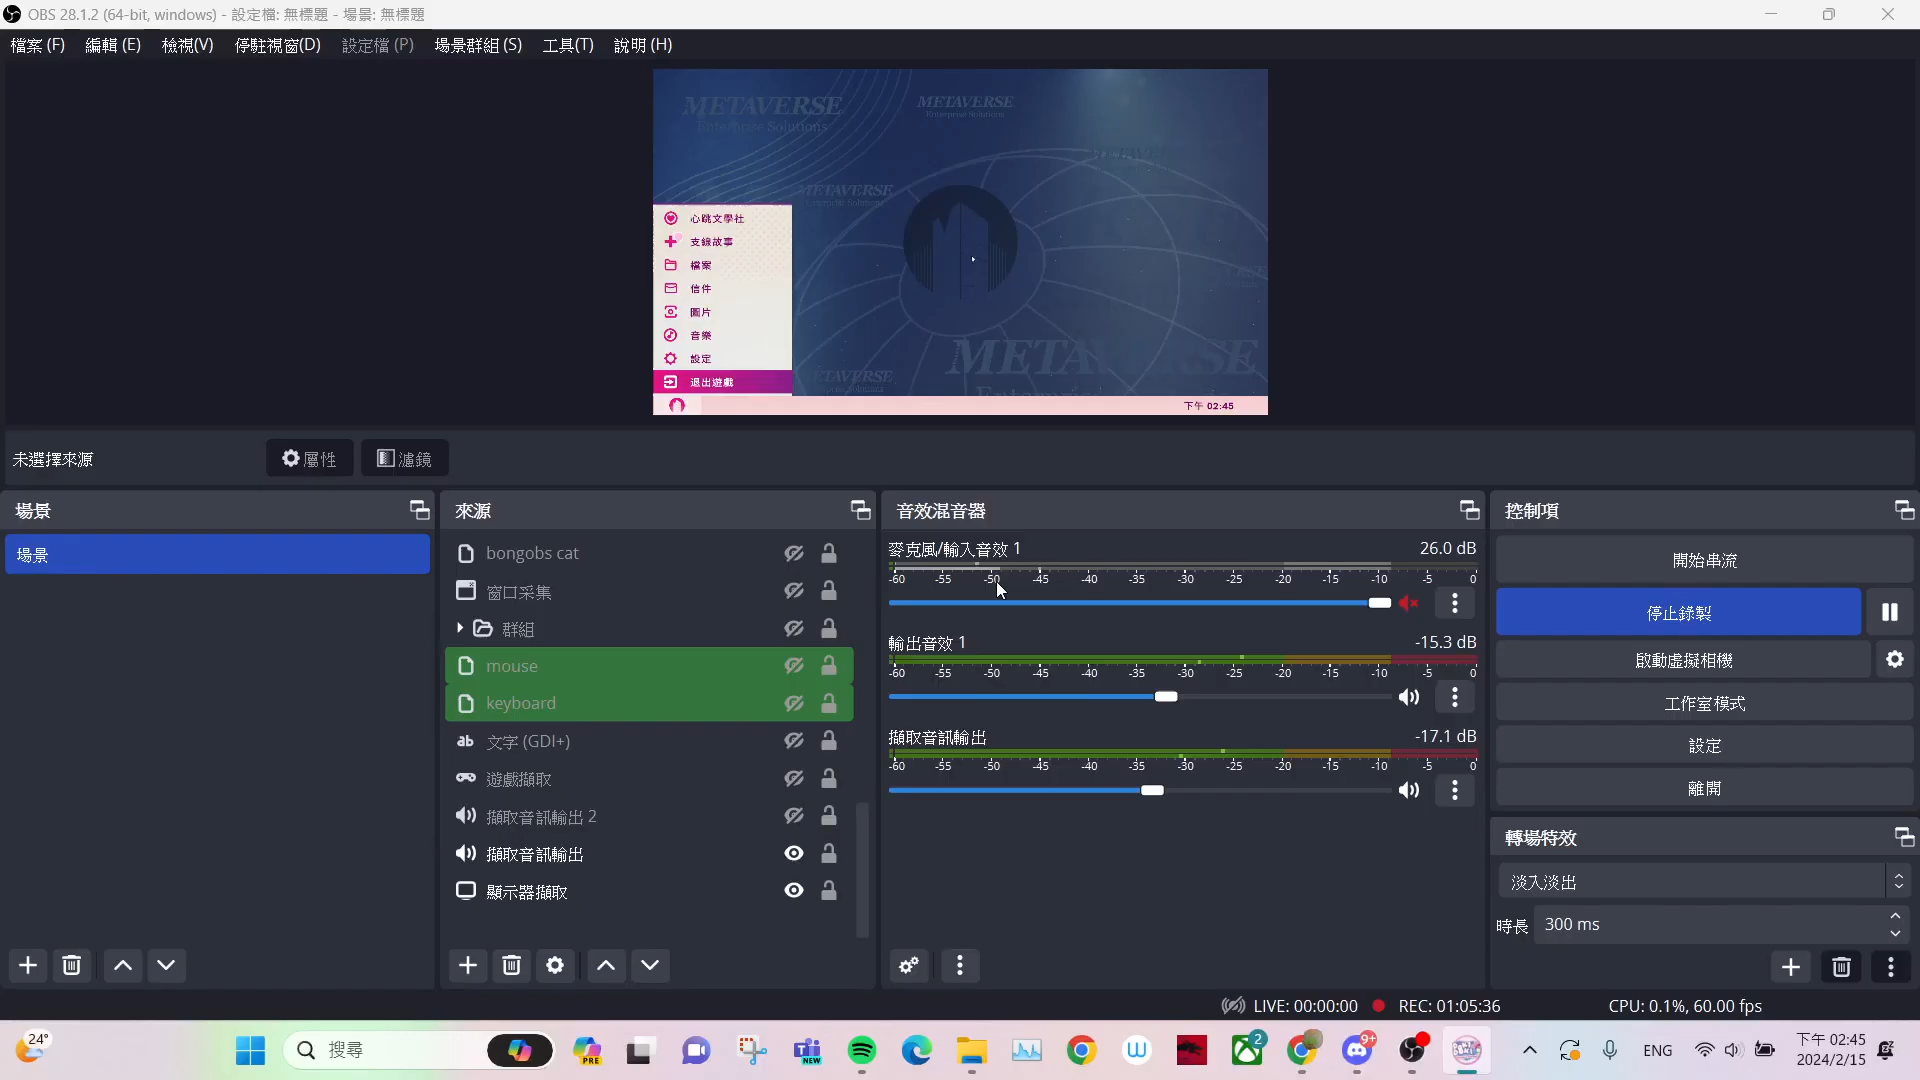 OBS 28.1.2 (64-bit, windows) - 設定檔: 無標題 - 場景: 無標題
檔案 (F) 編輯 (E) 檢視(V) 停駐視窗(D) 設定檔 (P) 場景群組 (S) 工具(T) 說明 (H)
METAVERSE
Enterprise Solutions
METAVERSE
Enterprise Solutions
METAVERSE
Enterprise Solutions
心跳文學社
支線故事
檔案
信件
圖片
音樂
設定
退出遊戲
METAVERSE
下午 02:45
未選擇來源 屬性 濾鏡
場景
場景
來源
bongobs cat
窗口采集
群組
mouse
keyboard
ab 文字 (GDI+)
遊戲擷取
擷取音訊輸出 2
擷取音訊輸出
顯示器擷取
音效混音器
麥克風/輸入音效 1 26.0 dB
-60 -55 -50 -45 -40 -35 -30 -25 -20 -15 -10 -5 0
輸出音效 1 -15.3 dB
-60 -55 -50 -45 -40 -35 -30 -25 -20 -15 -10 -5 0
擷取音訊輸出 -17.1 dB
-60 -55 -50 -45 -40 -35 -30 -25 -20 -15 -10 -5 0
控制項
開始串流
停止錄製
啟動虛擬相機
工作室模式
設定
離開
轉場特效
淡入淡出
時長 300 ms
LIVE: 00:00:00 REC: 01:05:36 CPU: 0.1%, 60.00 fps
24°
搜尋
PRE
NEW
2
9+
ENG
下午 02:45
2024/2/15